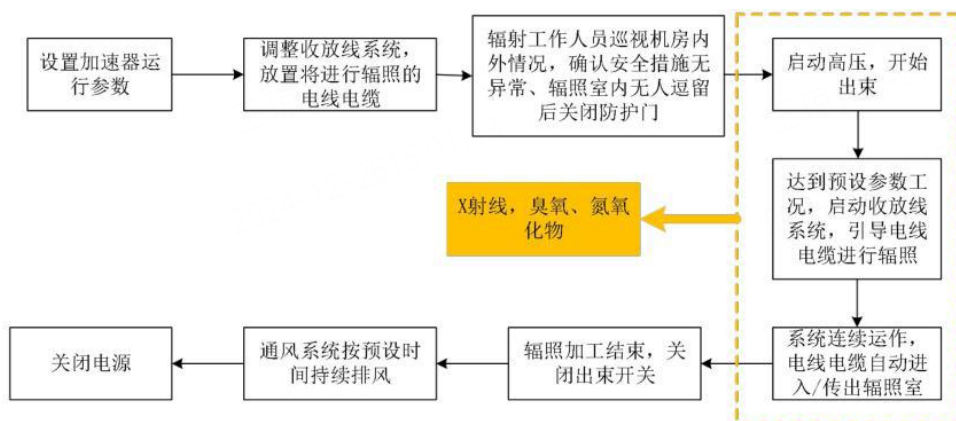 设置加速器运
行参数
调整收放线系统，
放置将进行辐照的
电线电缆
辐射工作人员巡视机房内
外情况，确认安全措施无
异常、辐照室内无人逗留
后关闭防护门
启动高压，开始
出束
达到预设参数工
况，启动收放线
系统，引导电线
电缆进行辐照
X射线，臭氧、氮氧
化物
系统连续运作，
电线电缆自动进
入/传出辐照室
辐照加工结束，关
闭出束开关
通风系统按预设时
间持续排风
关闭电源